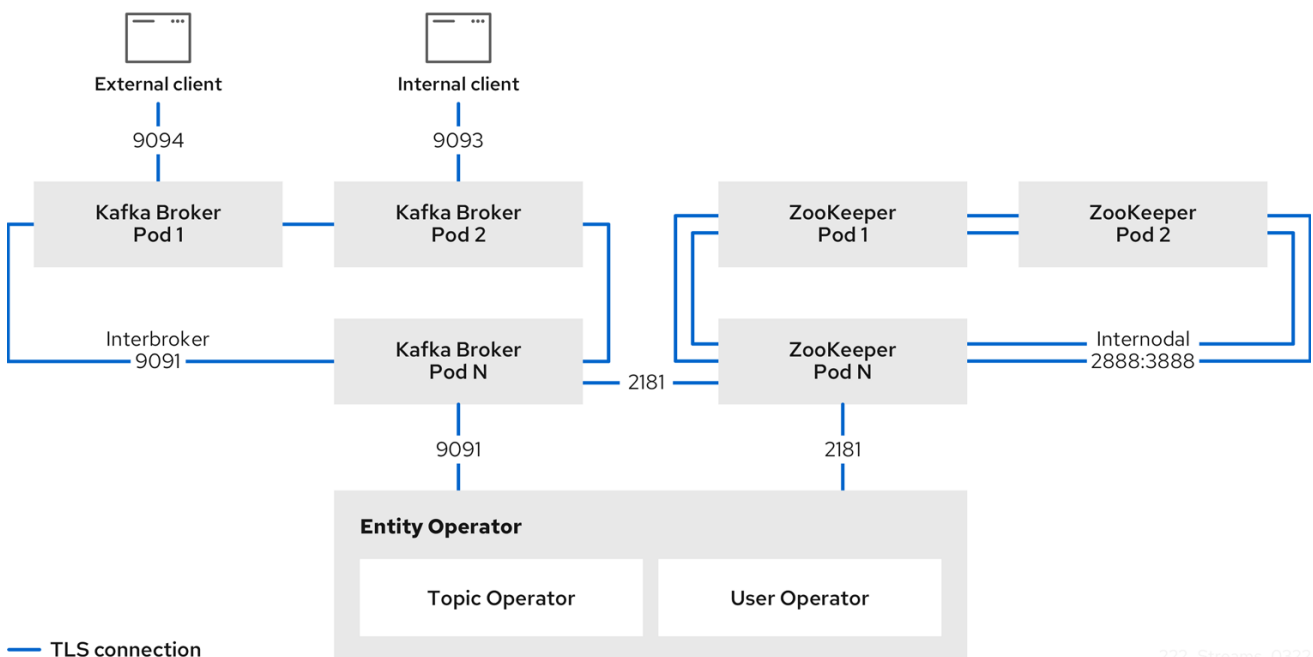 External client
Internal client
9094
9093
Kafka Broker
Pod 1
Kafka Broker
Pod 2
ZooKeeper
Pod 1
ZooKeeper
Pod 2
Interbroker
9091
Kafka Broker
Pod N
2181
ZooKeeper
Pod N
Internodal
2888:3888
9091
2181
Entity Operator
Topic Operator
User Operator
TLS connection